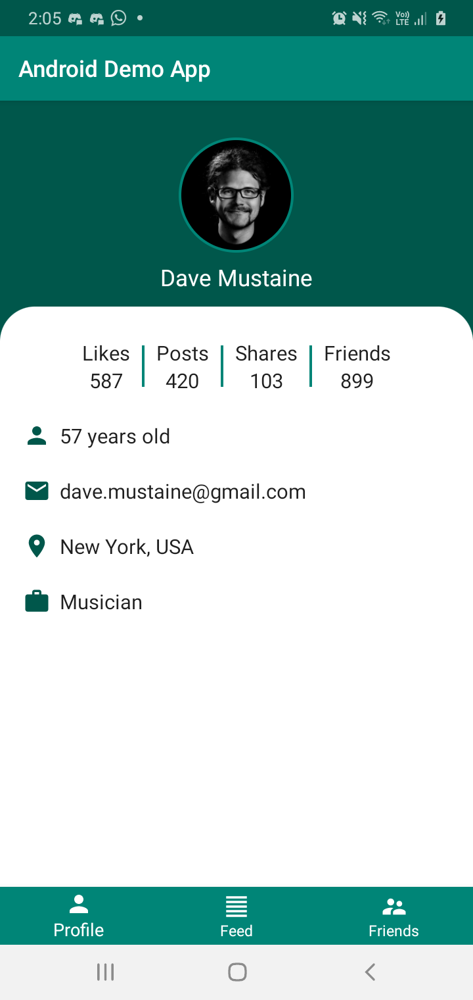 2:05 Vo)) LTE
Android Demo App
Dave Mustaine
Likes Posts Shares Friends
587 420 103 899
57 years old
dave.mustaine@gmail.com
New York, USA
Musician
Profile Feed Friends